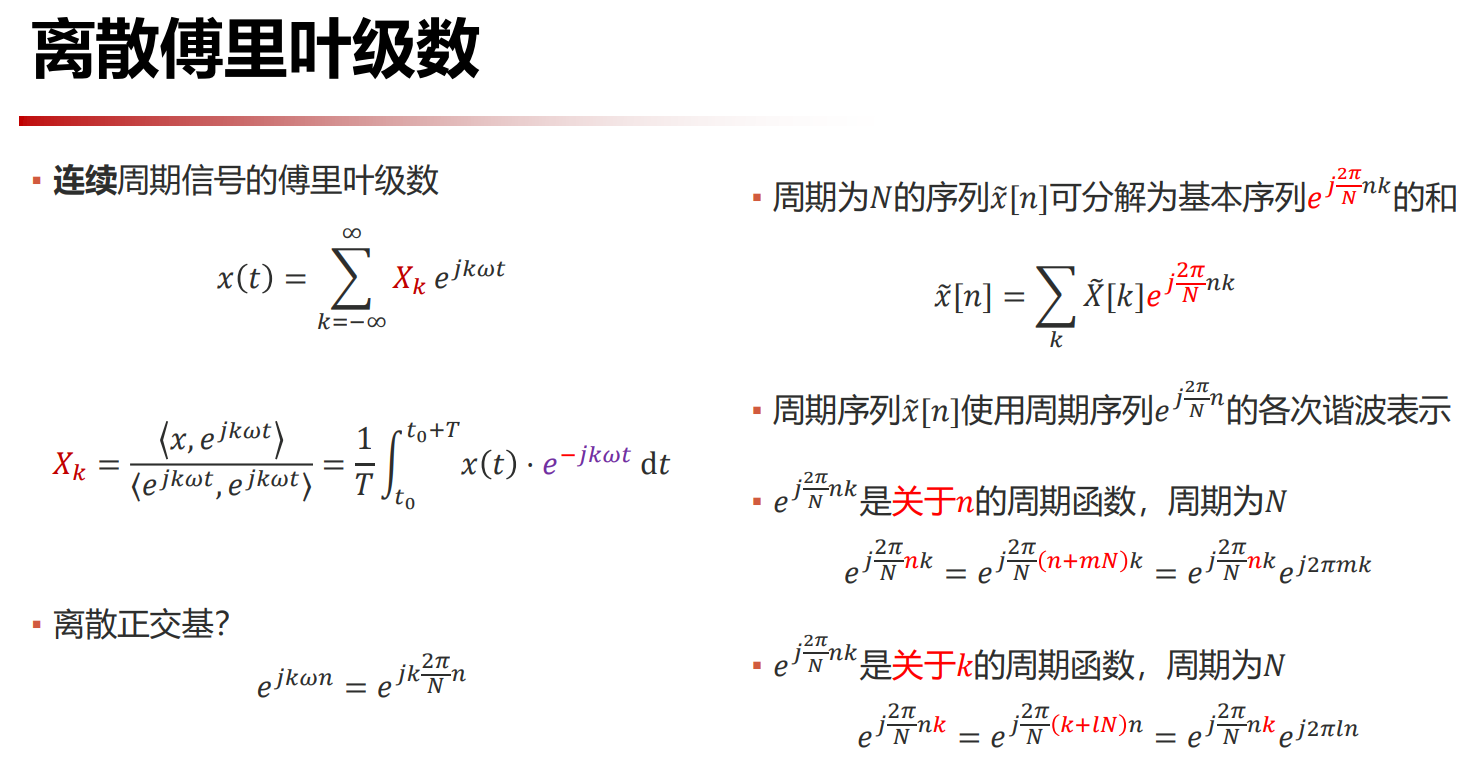 离散傅里叶级数
▪ 连续周期信号的傅里叶级数
$x(t) = \sum_{k=-\infty}^{\infty} X_k e^{jk\omega t}$
$X_k = \frac{\langle x, e^{jk\omega t} \rangle}{\langle e^{jk\omega t}, e^{jk\omega t} \rangle} = \frac{1}{T} \int_{t_0}^{t_0+T} x(t) \cdot e^{-jk\omega t} \, \mathrm{d}t$
▪ 离散正交基？
$e^{jk\omega n} = e^{jk\frac{2\pi}{N}n}$
▪ 周期为$N$的序列$\tilde{x}[n]$可分解为基本序列$e^{j\frac{2\pi}{N}nk}$的和
$\tilde{x}[n] = \sum_{k} \tilde{X}[k] e^{j\frac{2\pi}{N}nk}$
▪ 周期序列$\tilde{x}[n]$使用周期序列$e^{j\frac{2\pi}{N}n}$的各次谐波表示
▪ $e^{j\frac{2\pi}{N}nk}$是关于$n$的周期函数，周期为$N$
$e^{j\frac{2\pi}{N}nk} = e^{j\frac{2\pi}{N}(n+mN)k} = e^{j\frac{2\pi}{N}nk} e^{j2\pi mk}$
▪ $e^{j\frac{2\pi}{N}nk}$是关于$k$的周期函数，周期为$N$
$e^{j\frac{2\pi}{N}nk} = e^{j\frac{2\pi}{N}(k+lN)n} = e^{j\frac{2\pi}{N}nk} e^{j2\pi ln}$